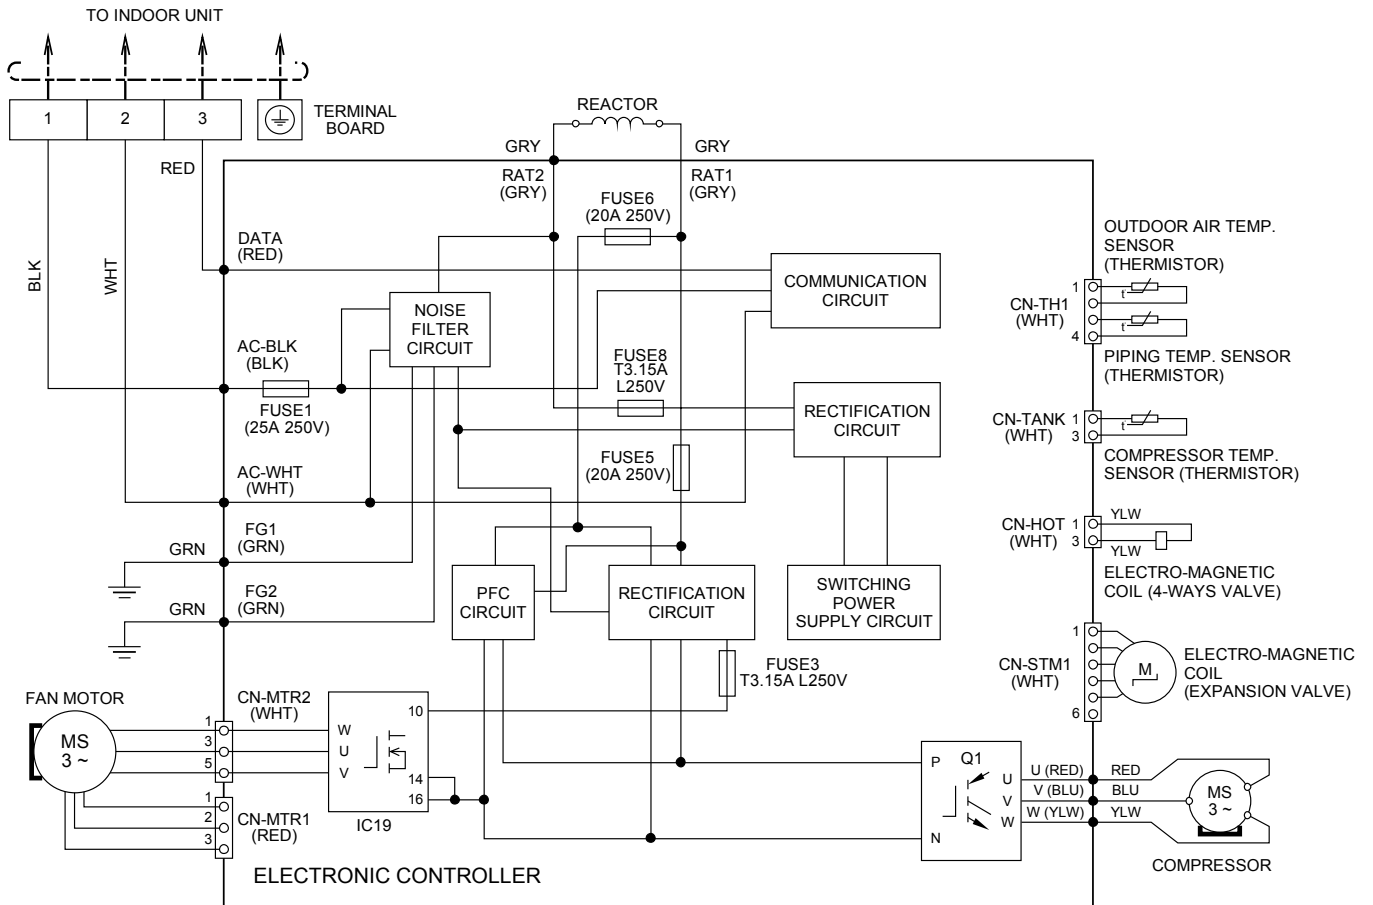 TO INDOOR UNIT
1
2
3
TERMINAL
BOARD
REACTOR
GRY
GRY
RED
RAT2
(GRY)
RAT1
(GRY)
FUSE6
(20A 250V)
DATA
(RED)
BLK
WHT
COMMUNICATION
CIRCUIT
NOISE
FILTER
CIRCUIT
AC-BLK
(BLK)
FUSE1
(25A 250V)
FUSE8
T3.15A
L250V
RECTIFICATION
CIRCUIT
FUSE5
(20A 250V)
AC-WHT
(WHT)
FG1
(GRN)
GRN
FG2
(GRN)
GRN
PFC
CIRCUIT
RECTIFICATION
CIRCUIT
SWITCHING
POWER
SUPPLY CIRCUIT
FUSE3
T3.15A L250V
OUTDOOR AIR TEMP.
SENSOR
(THERMISTOR)
1
t°
CN-TH1
(WHT)
t°
4
PIPING TEMP. SENSOR
(THERMISTOR)
CN-TANK
(WHT)
1
3
t°
COMPRESSOR TEMP.
SENSOR (THERMISTOR)
CN-HOT
(WHT)
1
3
YLW
YLW
ELECTRO-MAGNETIC
COIL (4-WAYS VALVE)
1
CN-STM1
(WHT)
6
M
ELECTRO-MAGNETIC
COIL
(EXPANSION VALVE)
FAN MOTOR
MS
3 ~
CN-MTR2
(WHT)
1
3
5
W
U
V
10
14
16
IC19
1
2
3
CN-MTR1
(RED)
P
N
Q1
U
V
W
U (RED)
V (BLU)
W (YLW)
RED
BLU
YLW
MS
3 ~
COMPRESSOR
ELECTRONIC CONTROLLER